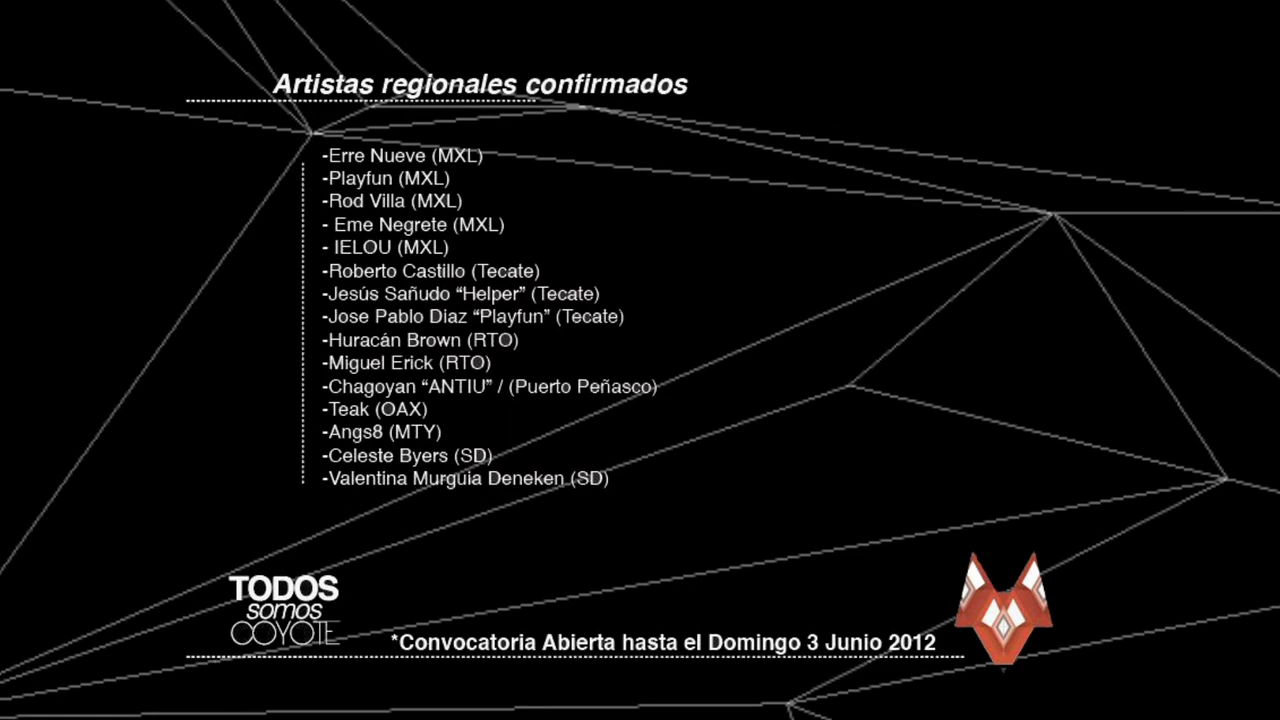 Artistas regionales confirmados
-Erre Nueve (MXL)
-Playfun (MXL)
-Rod Villa (MXL)
- Eme Negrete (MXL)
- IELOU (MXL)
-Roberto Castillo (Tecate)
-Jesús Sañudo “Helper” (Tecate)
-Jose Pablo Diaz “Playfun” (Tecate)
-Huracán Brown (RTO)
-Miguel Erick (RTO)
-Chagoyan “ANTIU” / (Puerto Peñasco)
-Teak (OAX)
-Angs8 (MTY)
-Celeste Byers (SD)
-Valentina Murguia Deneken (SD)
TODOS
somos
COYOTE
*Convocatoria Abierta hasta el Domingo 3 Junio 2012